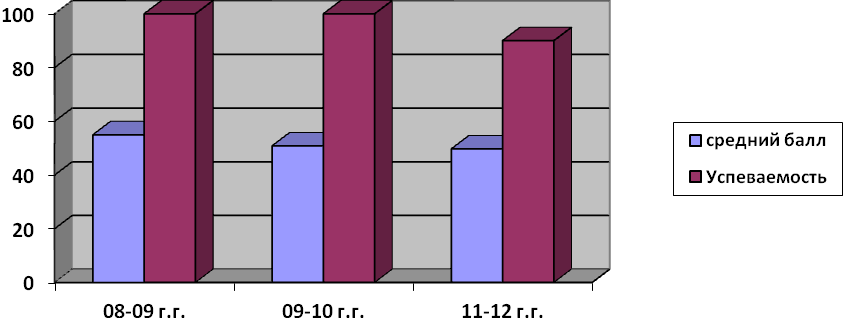 100
80
60
40
20
0
08-09 г.г.
09-10 г.г.
11-12 г.г.
средний балл
Успеваемость